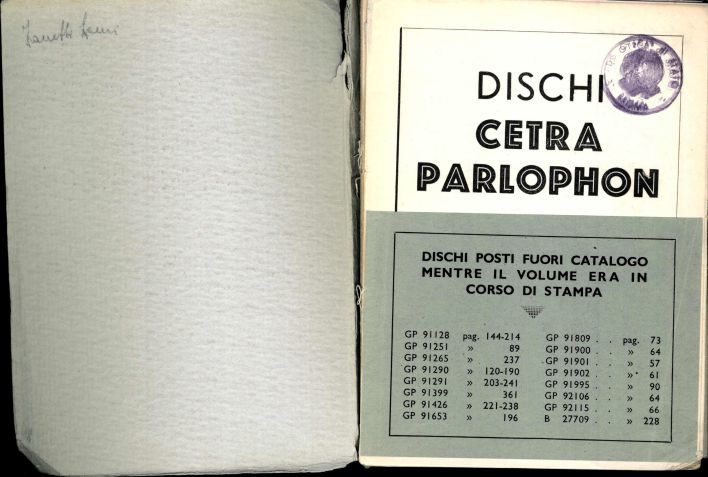 DISCHI
CETRA
PARLOPHON
DISCHI POSTI FUORI CATALOGO
MENTRE IL VOLUME ERA IN
CORSO DI STAMPA
GP 91128 pag. 144-214
GP 91251 » 89
GP 91265 » 237
GP 91290 » 120-190
GP 91291 » 203-241
GP 91399 » 361
GP 91426 » 221-238
GP 91653 » 196
GP 91809 . . pag. 73
GP 91900 . . » 64
GP 91901 . . » 57
GP 91902 . . » 61
GP 91995 . . » 90
GP 92106 . . » 64
GP 92115 . . » 66
B 27709 . . » 228